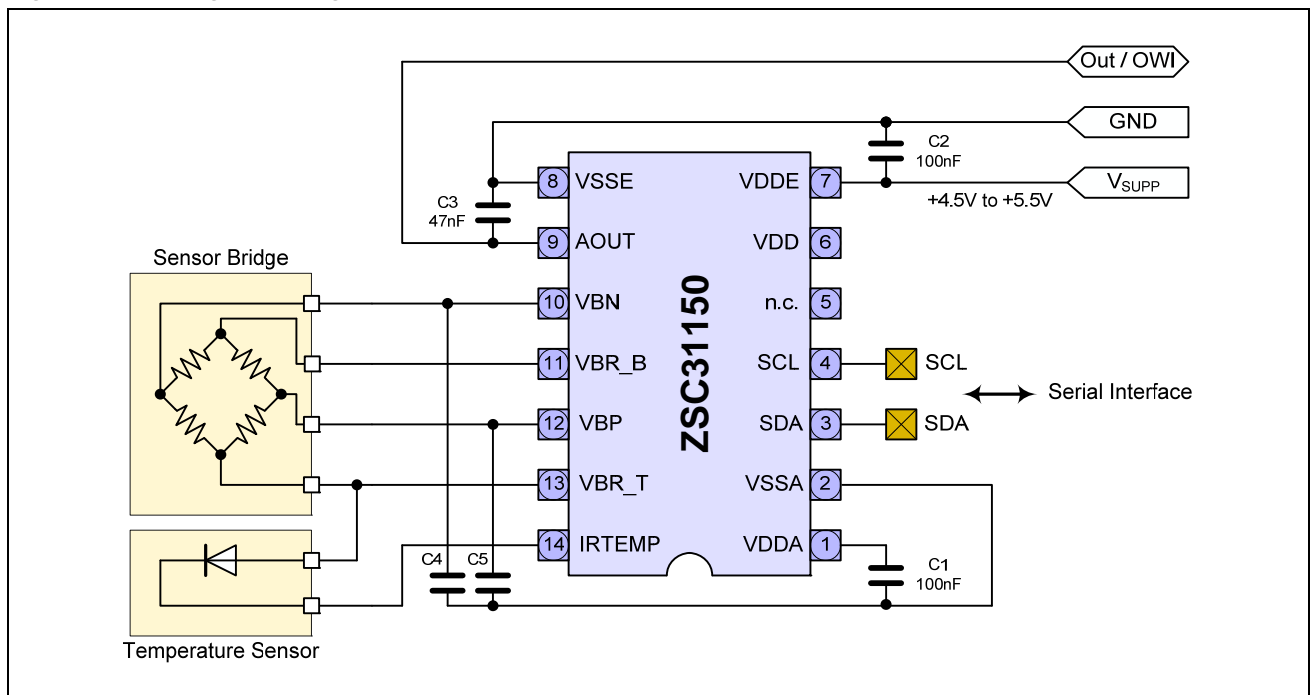 Out / OWI
GND
C2
100nF
VSUPP
+4.5V to +5.5V
8 VSSE
VDDE 7
C3
47nF
9 AOUT
VDD 6
Sensor Bridge
10 VBN
n.c. 5
11 VBR_B
SCL 4
SCL
ZSC31150
Serial Interface
12 VBP
SDA 3
SDA
13 VBR_T
VSSA 2
14 IRTEMP
VDDA 1
C4
C5
C1
100nF
Temperature Sensor